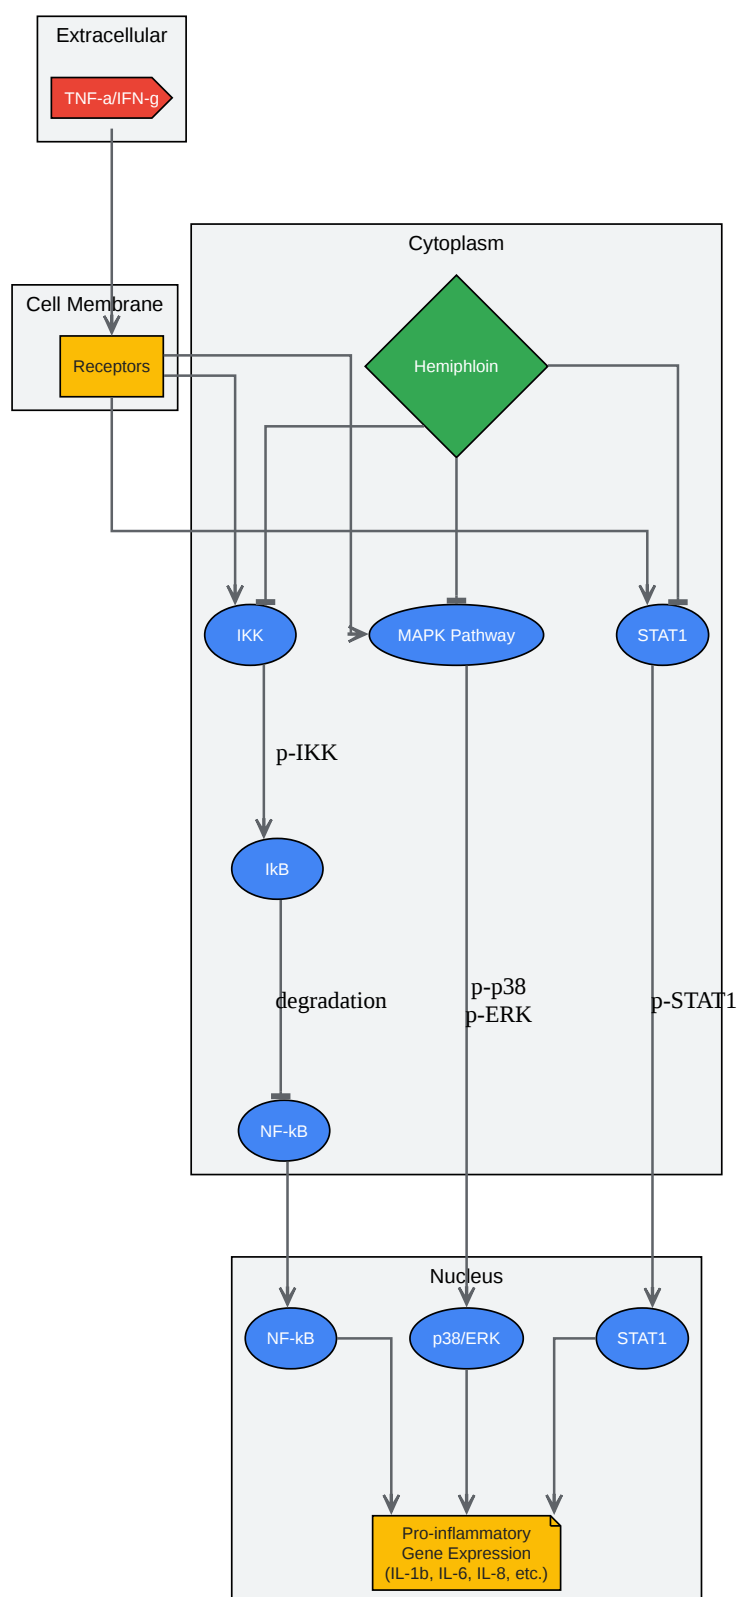 Extracellular
TNF-a/IFN-g
Cytoplasm
Cell Membrane
Receptors
Hemiphloin
IKK
MAPK Pathway
STAT1
p-IKK
IkB
degradation
p-p38
p-ERK
p-STAT1
NF-kB
Nucleus
NF-kB
p38/ERK
STAT1
Pro-inflammatory
Gene Expression
(IL-1b, IL-6, IL-8, etc.)